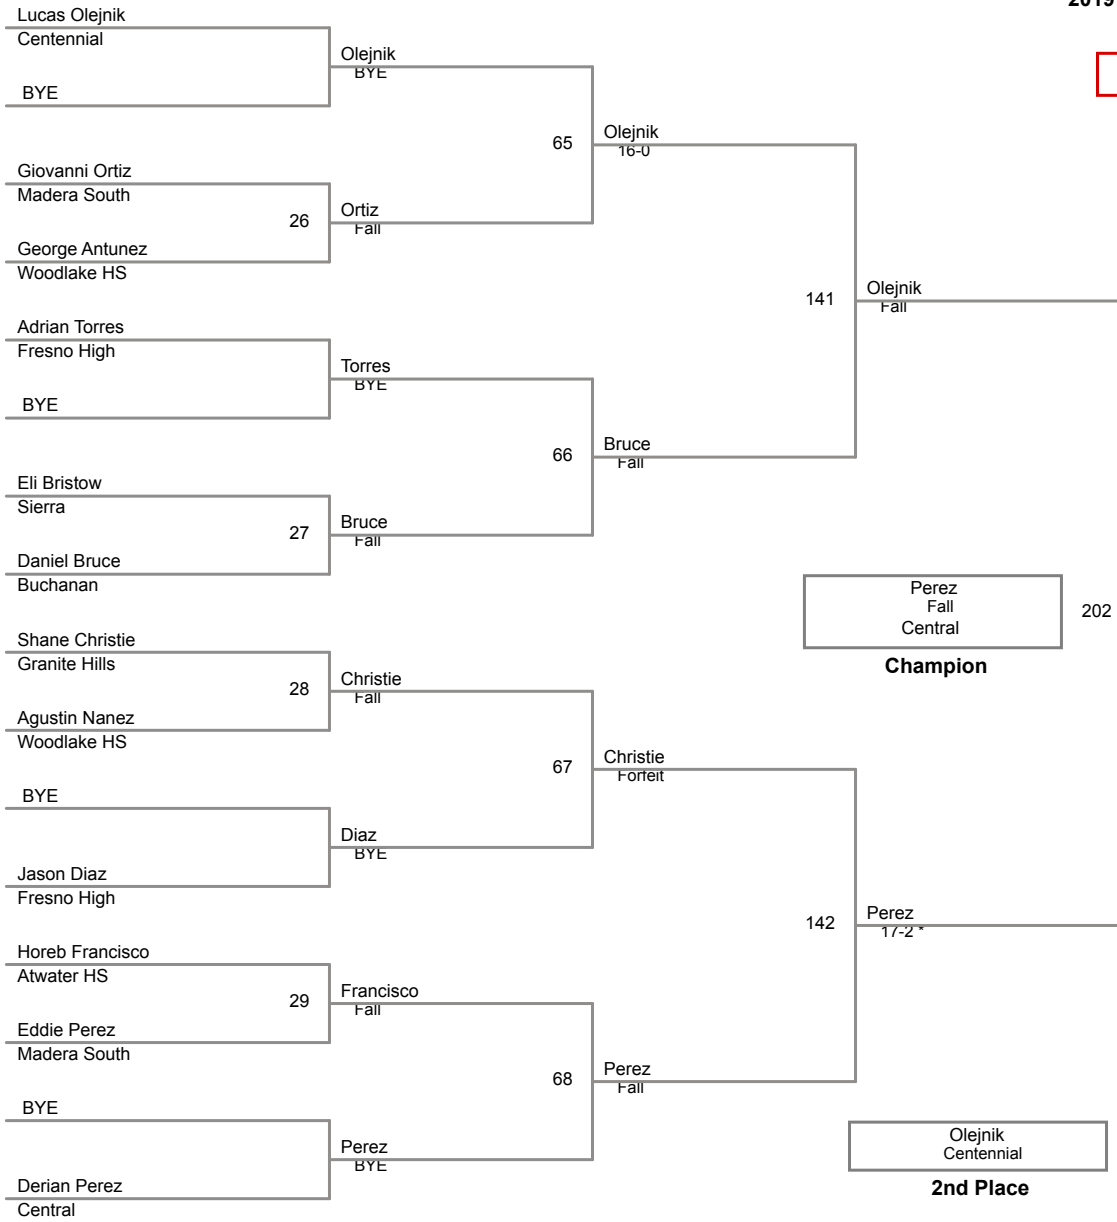 2019
Lucas Olejnik
Centennial
BYE
Giovanni Ortiz
Madera South
26
George Antunez
Woodlake HS
Adrian Torres
Fresno High
BYE
Eli Bristow
Sierra
27
Daniel Bruce
Buchanan
Shane Christie
Granite Hills
28
Agustin Nanez
Woodlake HS
BYE
Jason Diaz
Fresno High
Horeb Francisco
Atwater HS
29
Eddie Perez
Madera South
BYE
Derian Perez
Central
Olejnik
BYE
65
Ortiz
Fall
Torres
BYE
66
Bruce
Fall
Christie
Fall
67
Diaz
BYE
Francisco
Fall
68
Perez
BYE
Olejnik
16-0
141
Bruce
Fall
Christie
Forfeit
142
Perez
Fall
Olejnik
Fall
Perez
17-2 *
Perez
Fall
Central
202
Champion
Olejnik
Centennial
2nd Place